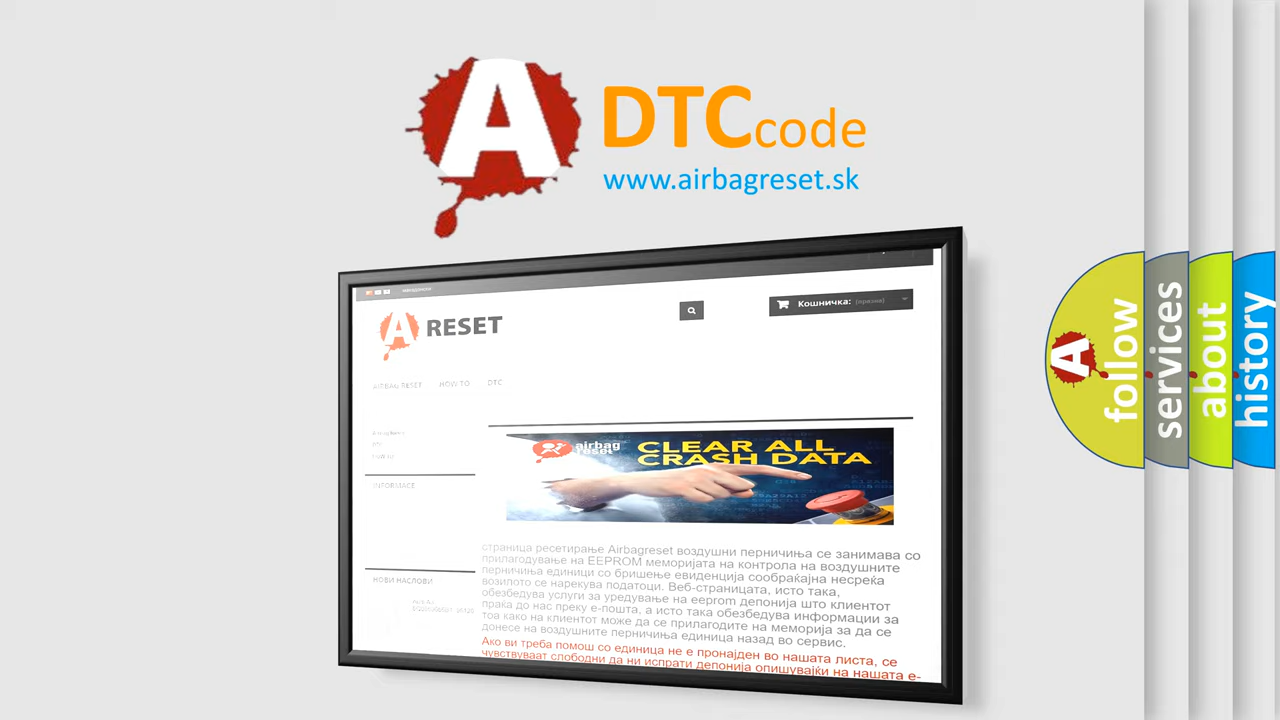 A DTCcode
www.airbagreset.sk
A RESET
Кошничка: (празно)
AIRBAG RESET HOW TO DTC
INFORMACE
airbag
reset
CLEAR ALL
CRASH DATA
страница ресетирање Airbagreset воздушни перничиња се занимава со
прилагодување на EEPROM меморијата на контрола на воздушните
перничиња единици со бришење евиденција сообраќајна несреќа
возилото се нарекува податоци. Веб-страницата, исто така,
обезбедува услуги за уредување на eeprom депонија што клиентот
праќа до нас преку е-пошта, а исто така обезбедува информации за
тоа како на клиентот може да се прилагодите на меморија за да се
донесе на воздушните перничиња единица назад во сервис.
Ако ви треба помош со единица не е пронајден во нашата листа, се
чувствуваат слободни да ни испрати депонија опишувајќи на нашата е-
НОВИ НАСЛОВИ
A
follow
services
about
history